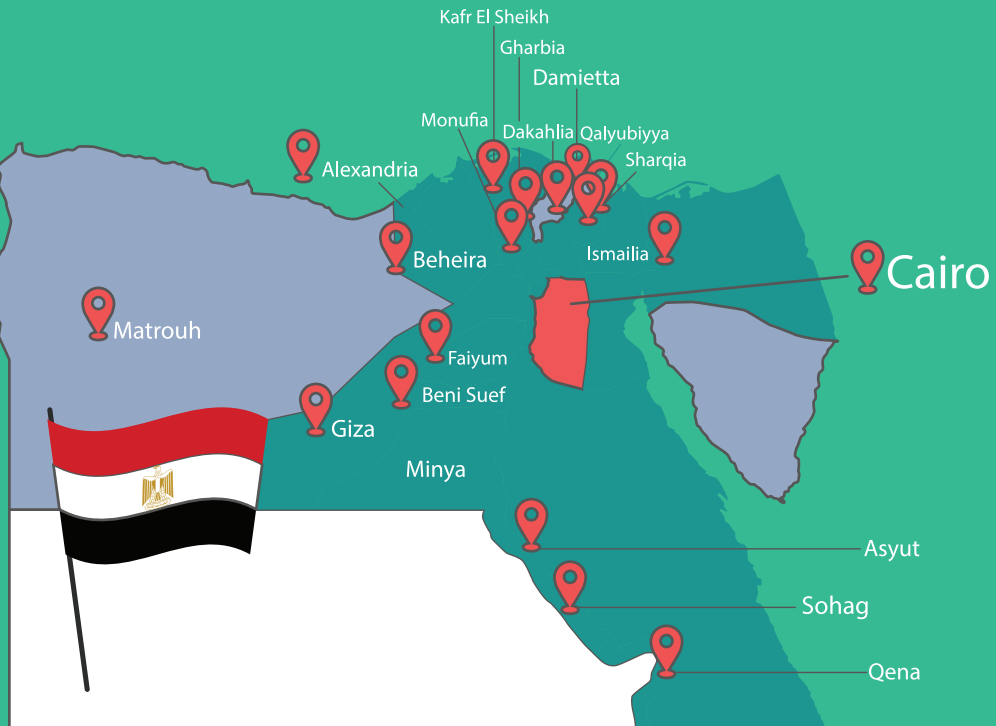 Kafr El Sheikh
Gharbia
Damietta
Monufia
Dakahlia
Qalyubiyya
Sharqia
Alexandria
Beheira
Ismailia
Cairo
Matrouh
Faiyum
Beni Suef
Giza
Minya
Asyut
Sohag
Qena